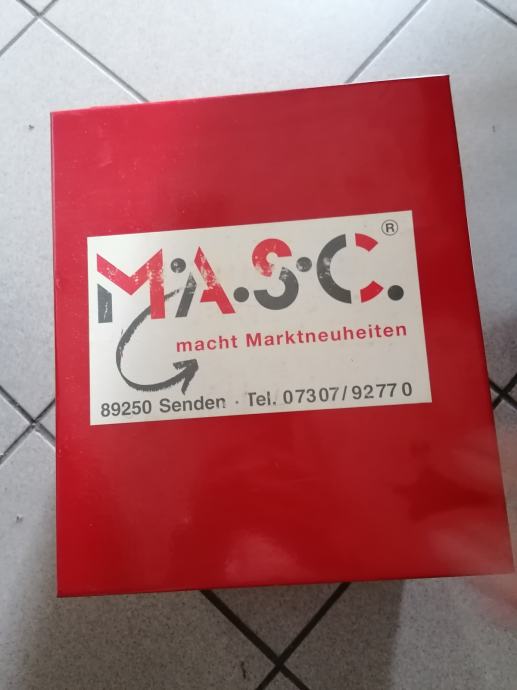 M.A.S.C.®
macht Marktneuheiten
89250 Senden · Tel. 07307/92770